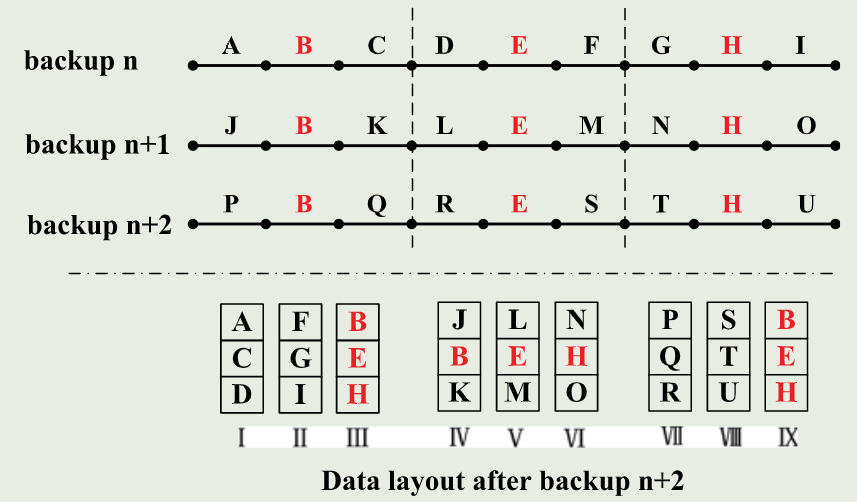 A B C D E F G H I
backup n
J B K L E M N H O
backup n+1
P B Q R E S T H U
backup n+2
A F B J L N P S B
C G E B E H Q T E
D I H K M O R U H
I II III IV V VI VII VIII IX
Data layout after backup n+2